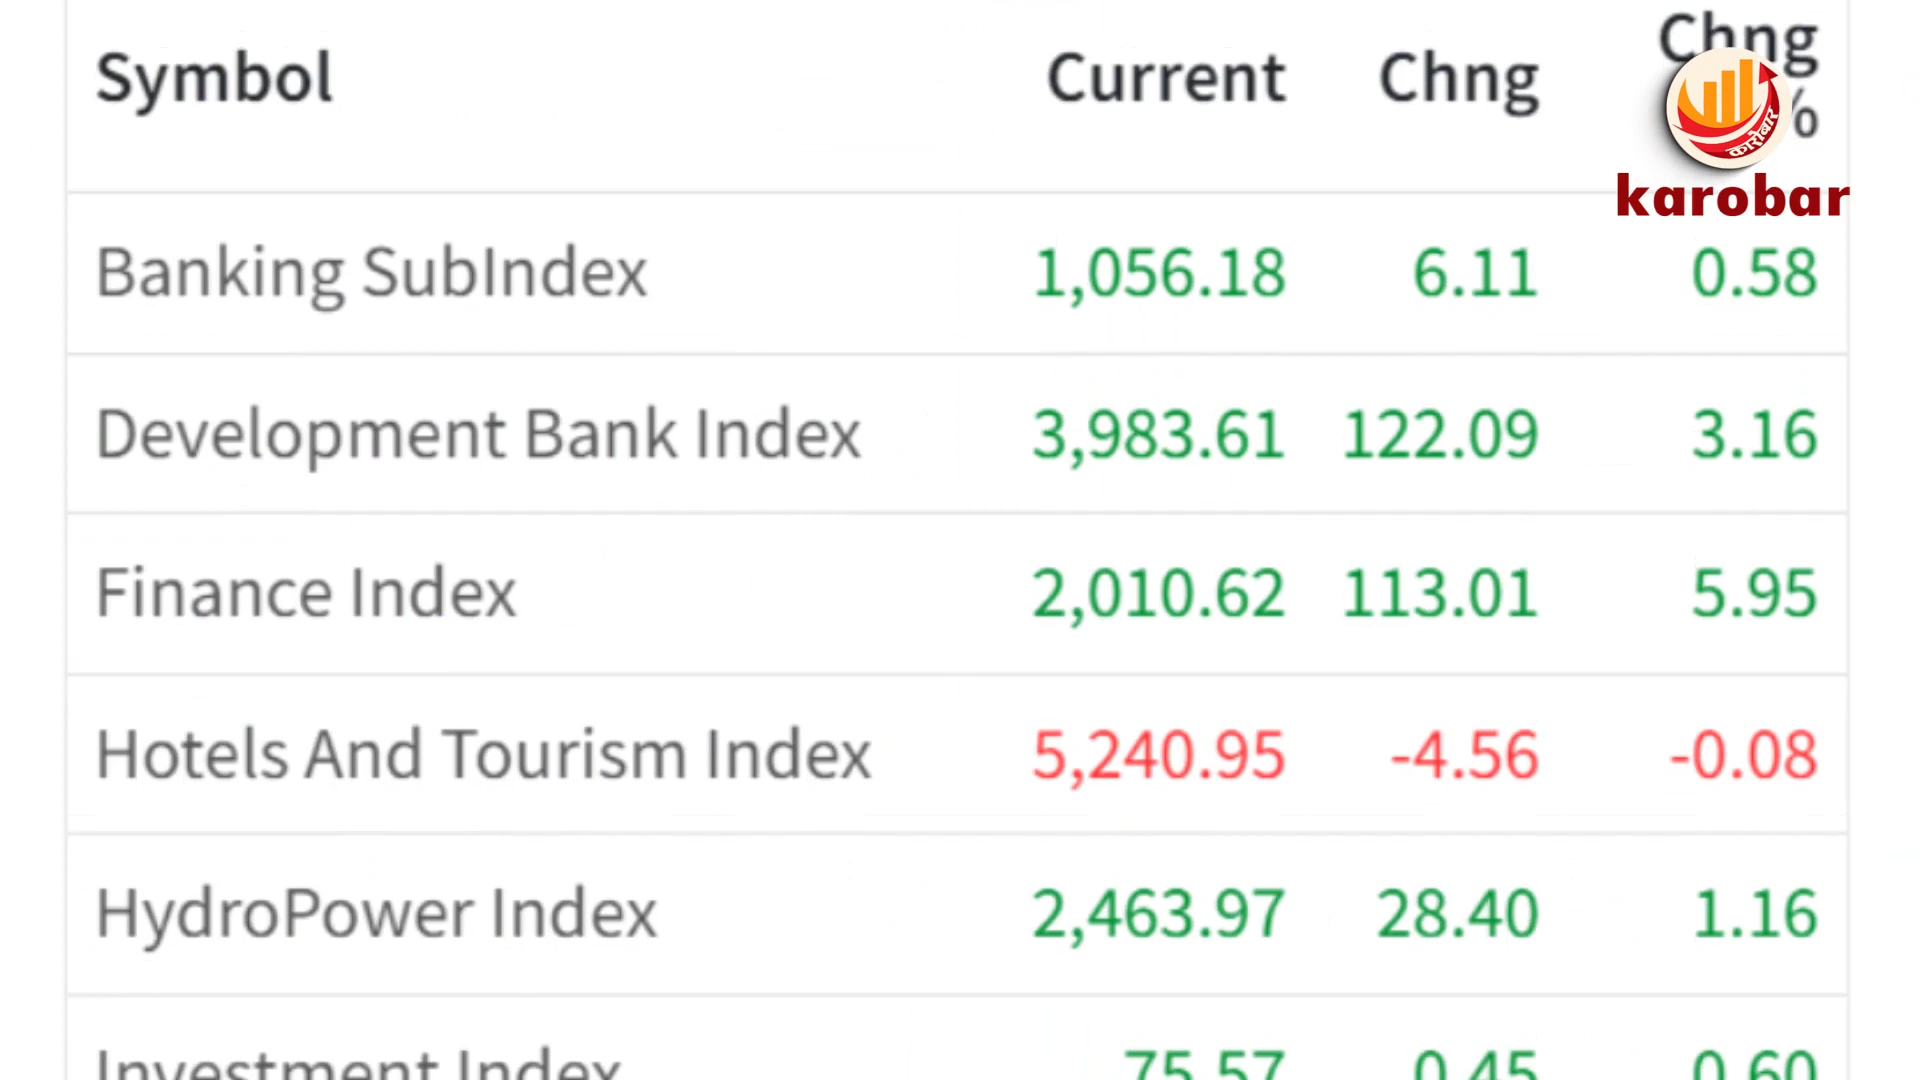 Symbol Current Chng Chng %
कारोबार
karobar
Banking SubIndex 1,056.18 6.11 0.58
Development Bank Index 3,983.61 122.09 3.16
Finance Index 2,010.62 113.01 5.95
Hotels And Tourism Index 5,240.95 -4.56 -0.08
HydroPower Index 2,463.97 28.40 1.16
Investment Index 75.57 0.45 0.60